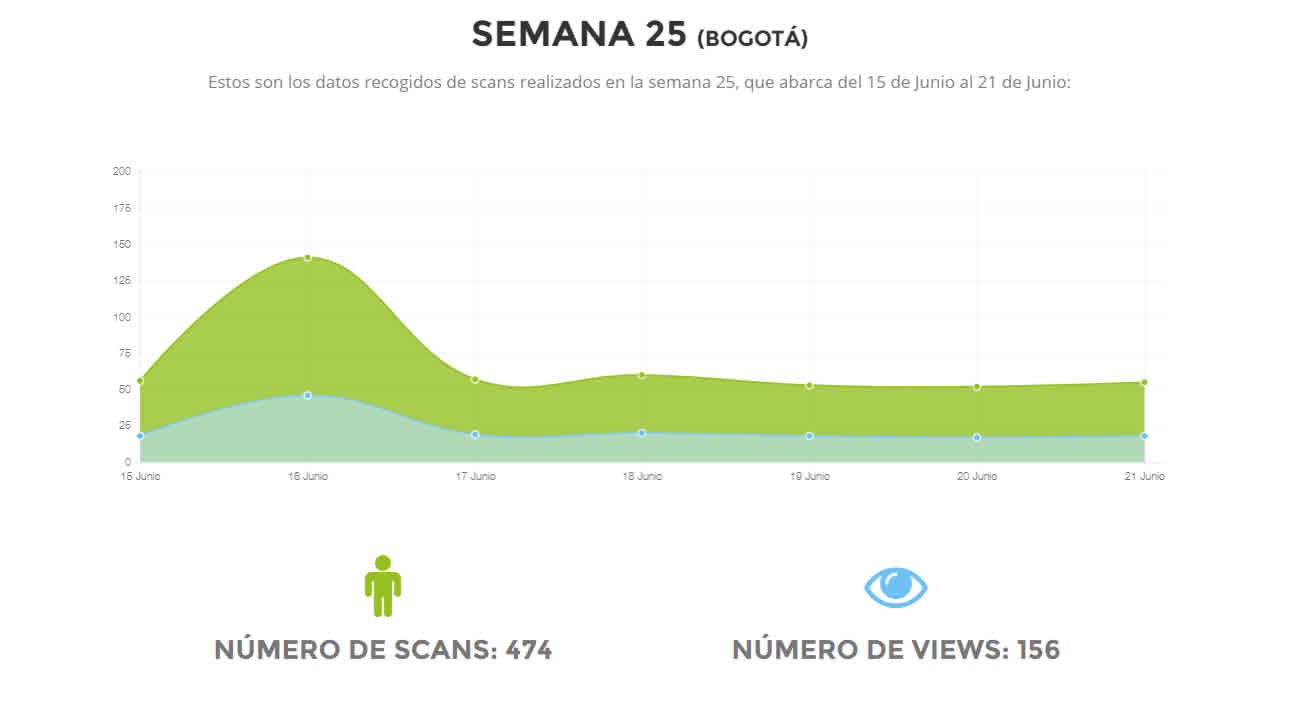 SEMANA 25 (BOGOTÁ)
Estos son los datos recogidos de scans realizados en la semana 25, que abarca del 15 de Junio al 21 de Junio:
200
175
150
125
100
75
50
25
0
15 Junio 16 Junio 17 Junio 18 Junio 19 Junio 20 Junio 21 Junio
NÚMERO DE SCANS: 474 NÚMERO DE VIEWS: 156